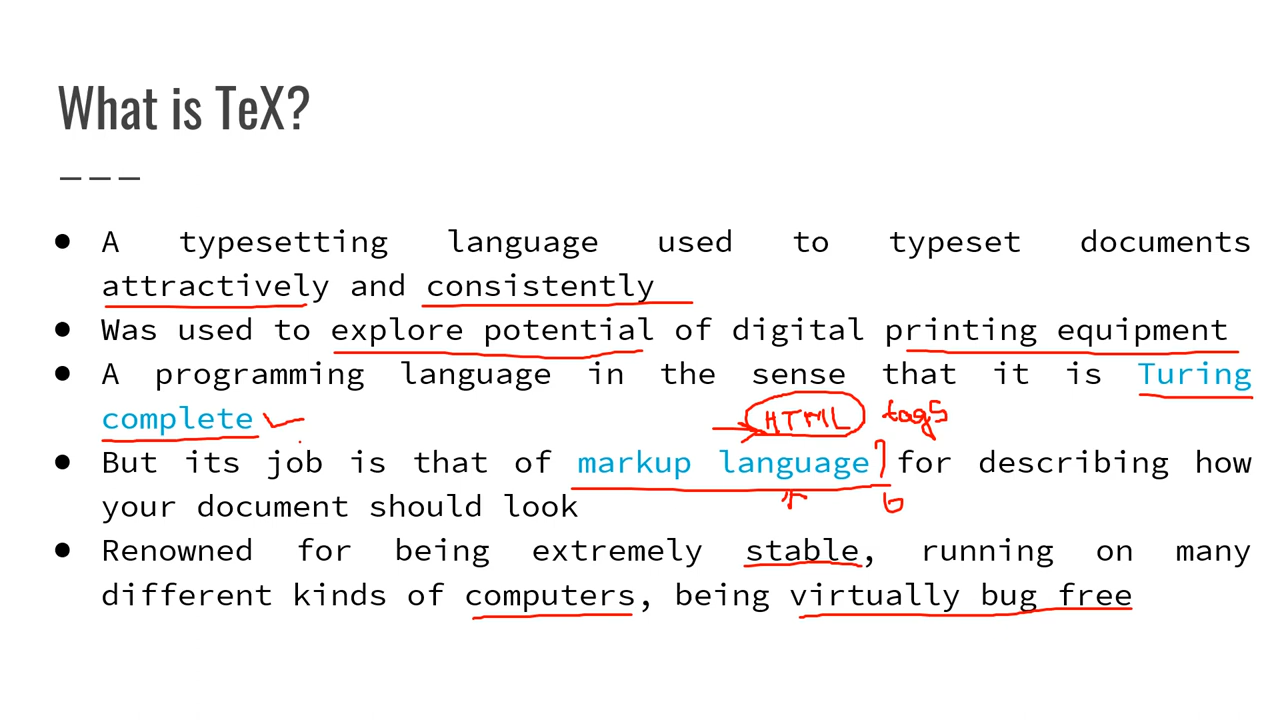 What is TeX?
● A typesetting language used to typeset documents
attractively and consistently
● Was used to explore potential of digital printing equipment
● A programming language in the sense that it is Turing
complete
HTML tags
● But its job is that of markup language for describing how
your document should look
● Renowned for being extremely stable, running on many
different kinds of computers, being virtually bug free